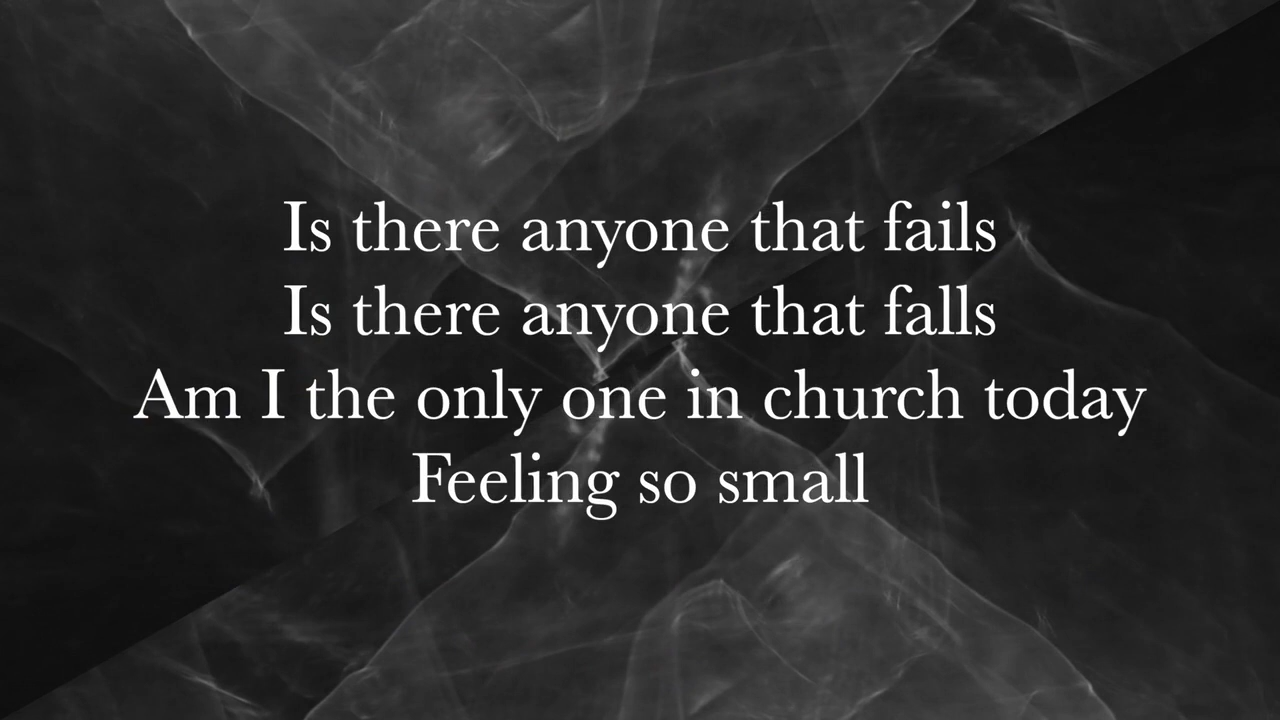 Is there anyone that fails
Is there anyone that falls
Am I the only one in church today
Feeling so small